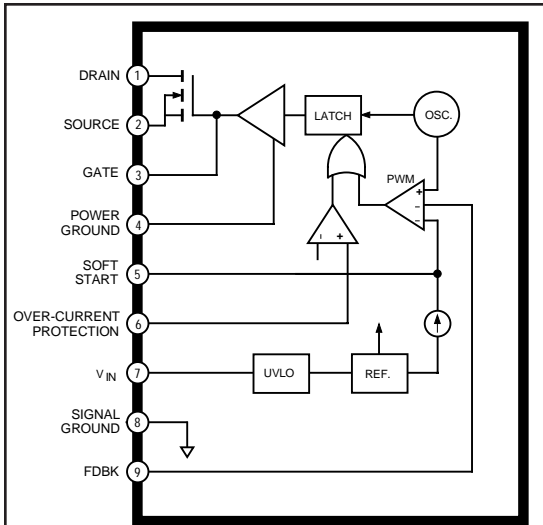 DRAIN 1
SOURCE 2
GATE 3
POWER
GROUND 4
SOFT
START 5
OVER-CURRENT
PROTECTION 6
V IN 7
SIGNAL
GROUND 8
FDBK 9
LATCH
OSC.
PWM
+
–
–
– +
UVLO
REF.